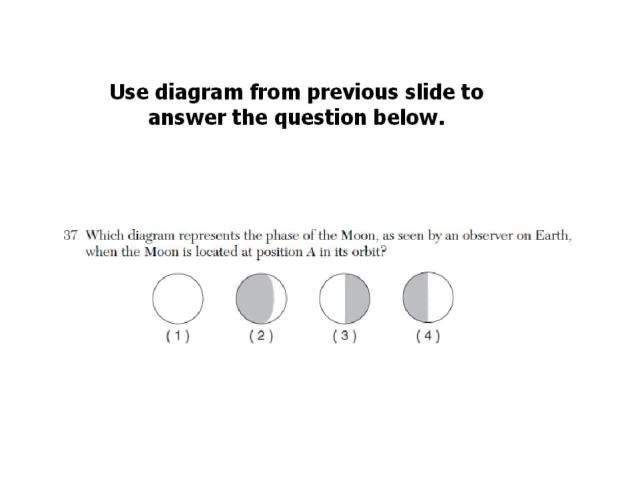 Use diagram from previous slide to
answer the question below.
37 Which diagram represents the phase of the Moon, as seen by an observer on Earth,
when the Moon is located at position A in its orbit?
( 1 ) ( 2 ) ( 3 ) ( 4 )